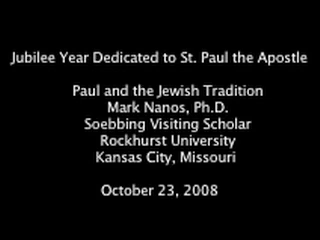 Jubilee Year Dedicated to St. Paul the Apostle
Paul and the Jewish Tradition
Mark Nanos, Ph.D.
Soebbing Visiting Scholar
Rockhurst University
Kansas City, Missouri
October 23, 2008